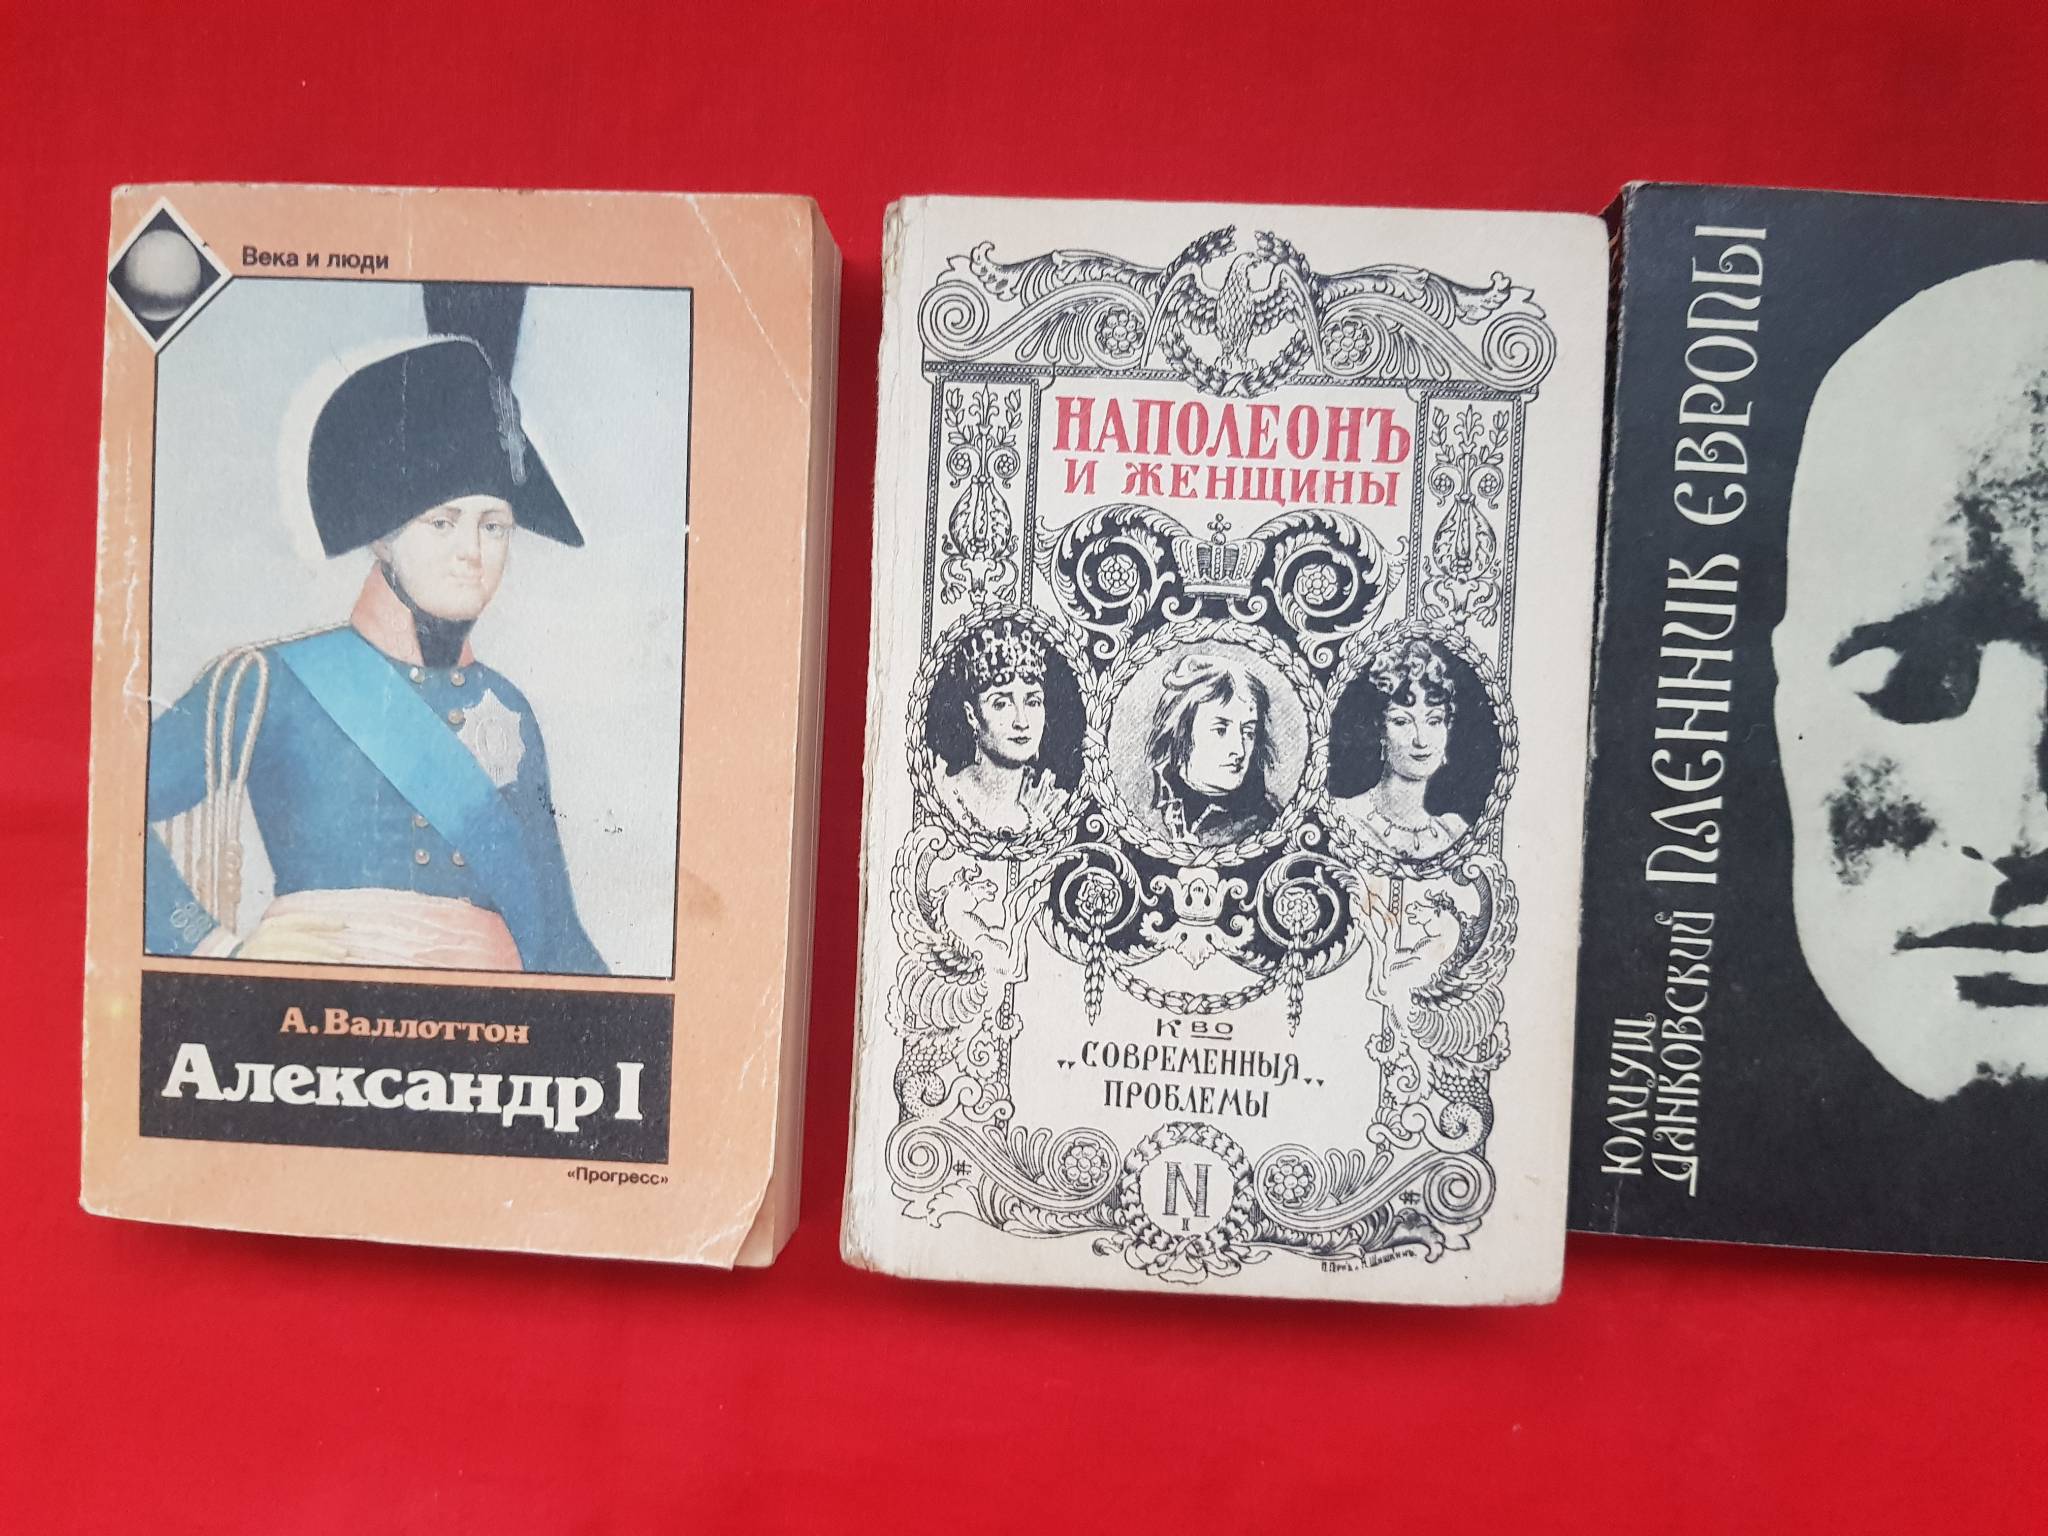 Века и люди
А. Валлоттон
Александр I
«Прогресс»
НАПОЛЕОНЪ
И ЖЕНЩИНЫ
К ВО
„СОВРЕМЕННЫЯ„
ПРОБЛЕМЫ
N
I
ЮЛИУШ
ДАНКОВСКИЙ ПЛЕННИК ЕВРОПЫ